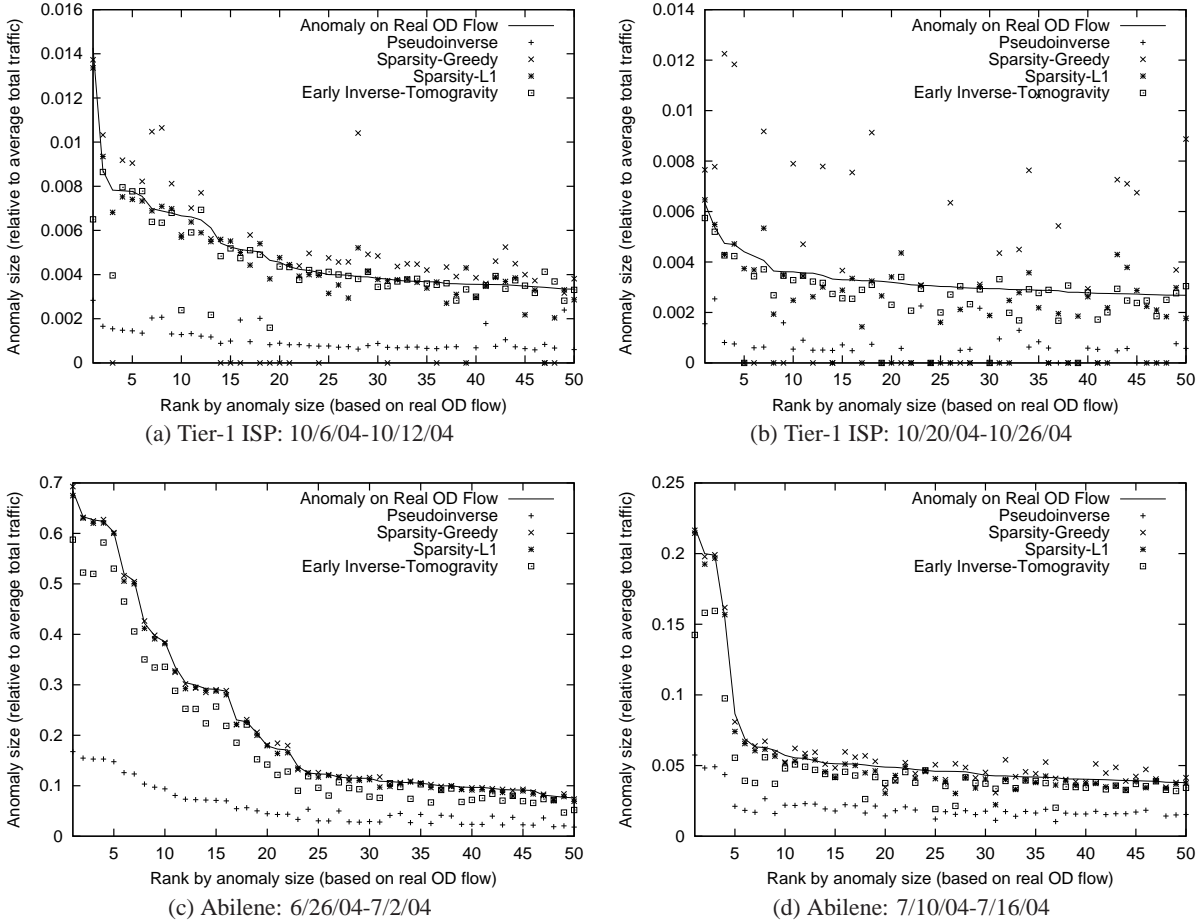 Anomaly size (relative to average total traffic)
0.016
0.014
0.012
0.01
0.008
0.006
0.004
0.002
0
Anomaly on Real OD Flow
Pseudoinverse
Sparsity-Greedy
Sparsity-L1
Early Inverse-Tomogravity
5 10 15 20 25 30 35 40 45 50
Rank by anomaly size (based on real OD flow)
(a) Tier-1 ISP: 10/6/04-10/12/04
Anomaly size (relative to average total traffic)
0.014
0.012
0.01
0.008
0.006
0.004
0.002
0
Anomaly on Real OD Flow
Pseudoinverse
Sparsity-Greedy
Sparsity-L1
Early Inverse-Tomogravity
5 10 15 20 25 30 35 40 45 50
Rank by anomaly size (based on real OD flow)
(b) Tier-1 ISP: 10/20/04-10/26/04
Anomaly size (relative to average total traffic)
0.7
0.6
0.5
0.4
0.3
0.2
0.1
0
Anomaly on Real OD Flow
Pseudoinverse
Sparsity-Greedy
Sparsity-L1
Early Inverse-Tomogravity
5 10 15 20 25 30 35 40 45 50
Rank by anomaly size (based on real OD flow)
(c) Abilene: 6/26/04-7/2/04
Anomaly size (relative to average total traffic)
0.25
0.2
0.15
0.1
0.05
0
Anomaly on Real OD Flow
Pseudoinverse
Sparsity-Greedy
Sparsity-L1
Early Inverse-Tomogravity
5 10 15 20 25 30 35 40 45 50
Rank by anomaly size (based on real OD flow)
(d) Abilene: 7/10/04-7/16/04